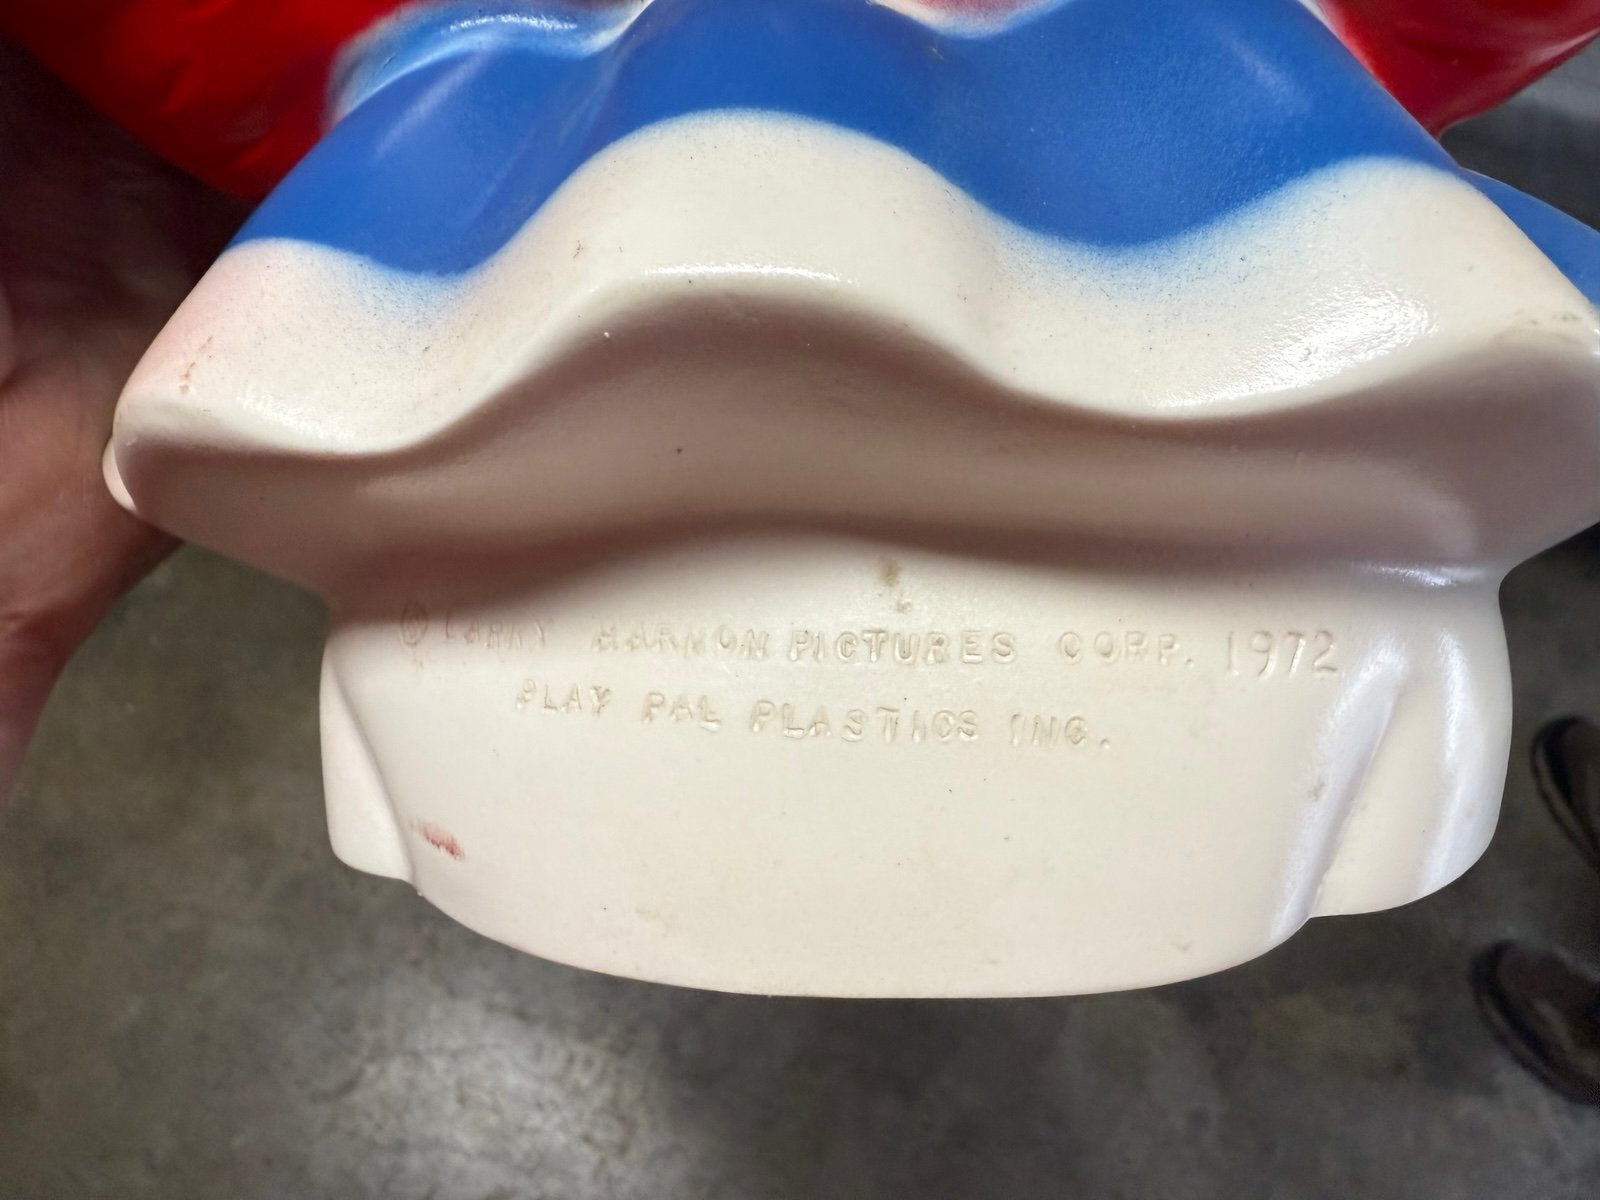 © LARRY HARMON PICTURES CORP. 1972
PLAY PAL PLASTICS INC.